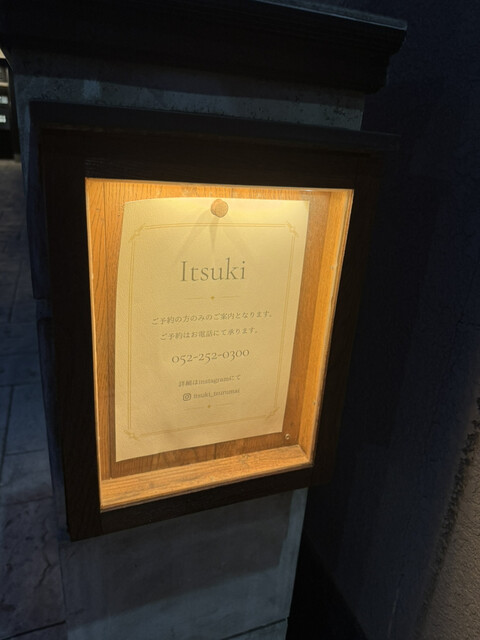 Itsuki
ご予約の方のみのご案内となります。
ご予約はお電話にて承ります。
052-252-0300
詳細はInstagramにて